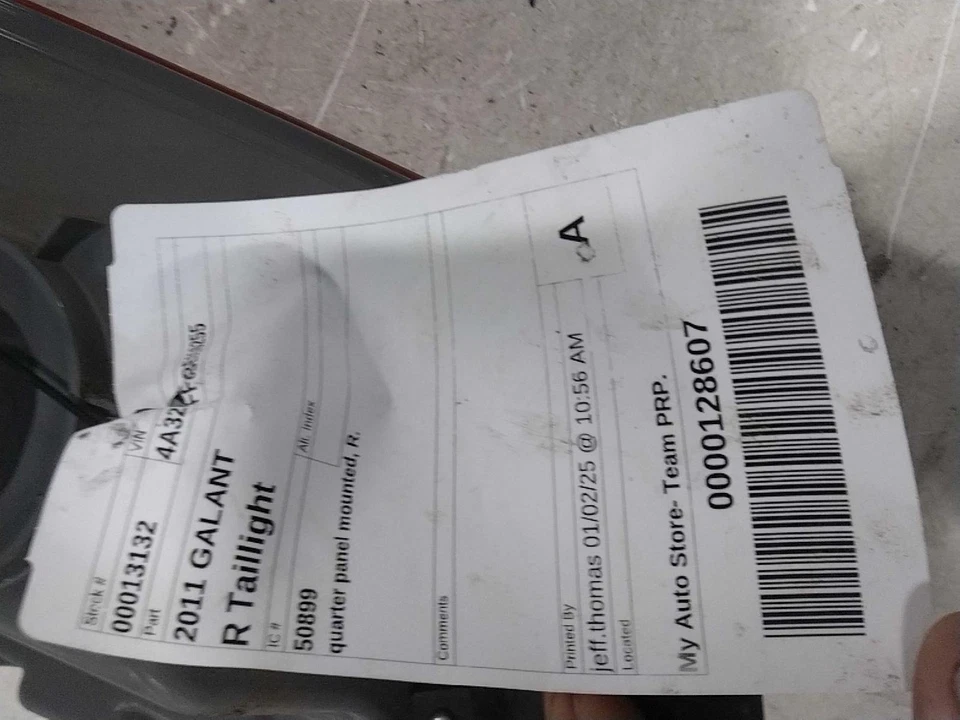 Stock #
00013132
VIN
4A32
Part
2011 GALANT
R Taillight
IC #
Alt. Index
50899
quarter panel mounted, R.
Comments
A
Printed By
jeff.thomas 01/02/25 @ 10:56 AM
Located
My Auto Store- Team PRP.
0000128607